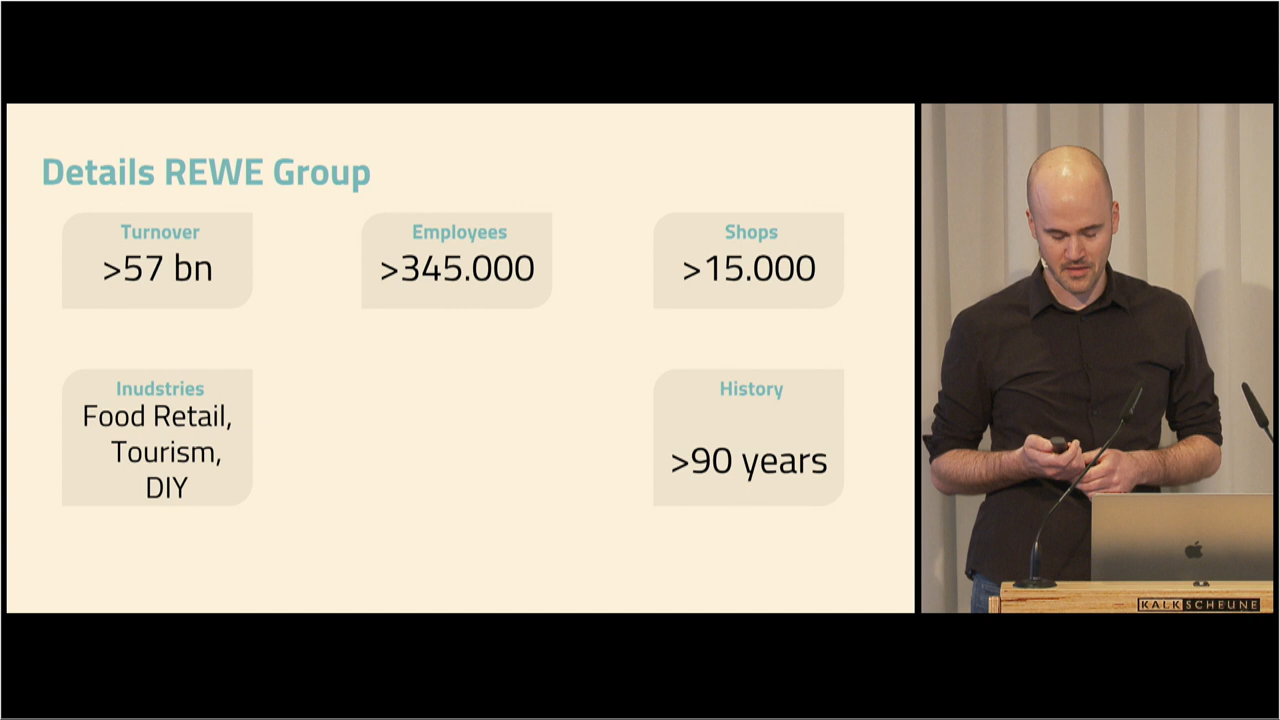 Details REWE Group
Turnover
>57 bn
Employees
>345.000
Shops
>15.000
Inudstries
Food Retail,
Tourism,
DIY
History
>90 years
KALKSCHEUNE